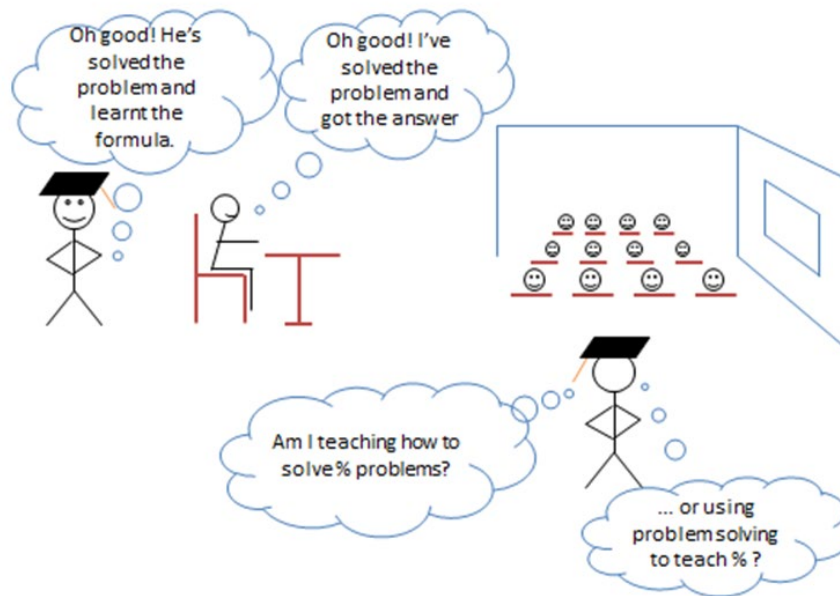 Oh good! He's
solved the
problem and
learnt the
formula.
Oh good! I've
solved the
problem and
got the answer
Am I teaching how to
solve % problems?
... or using
problem solving
to teach % ?